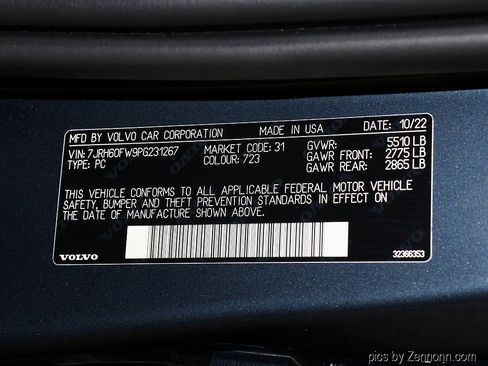 MFD BY VOLVO CAR CORPORATION MADE IN USA DATE: 10/22
VIN: 7JRH60FW9PG231267 MARKET CODE: 31 GVWR: 5510 LB
TYPE: PC COLOUR: 723 GAWR FRONT: 2775 LB
GAWR REAR: 2865 LB
THIS VEHICLE CONFORMS TO ALL APPLICABLE FEDERAL MOTOR VEHICLE
SAFETY, BUMPER AND THEFT PREVENTION STANDARDS IN EFFECT ON
THE DATE OF MANUFACTURE SHOWN ABOVE.
VOLVO 32366353
pics by Zennonn.com